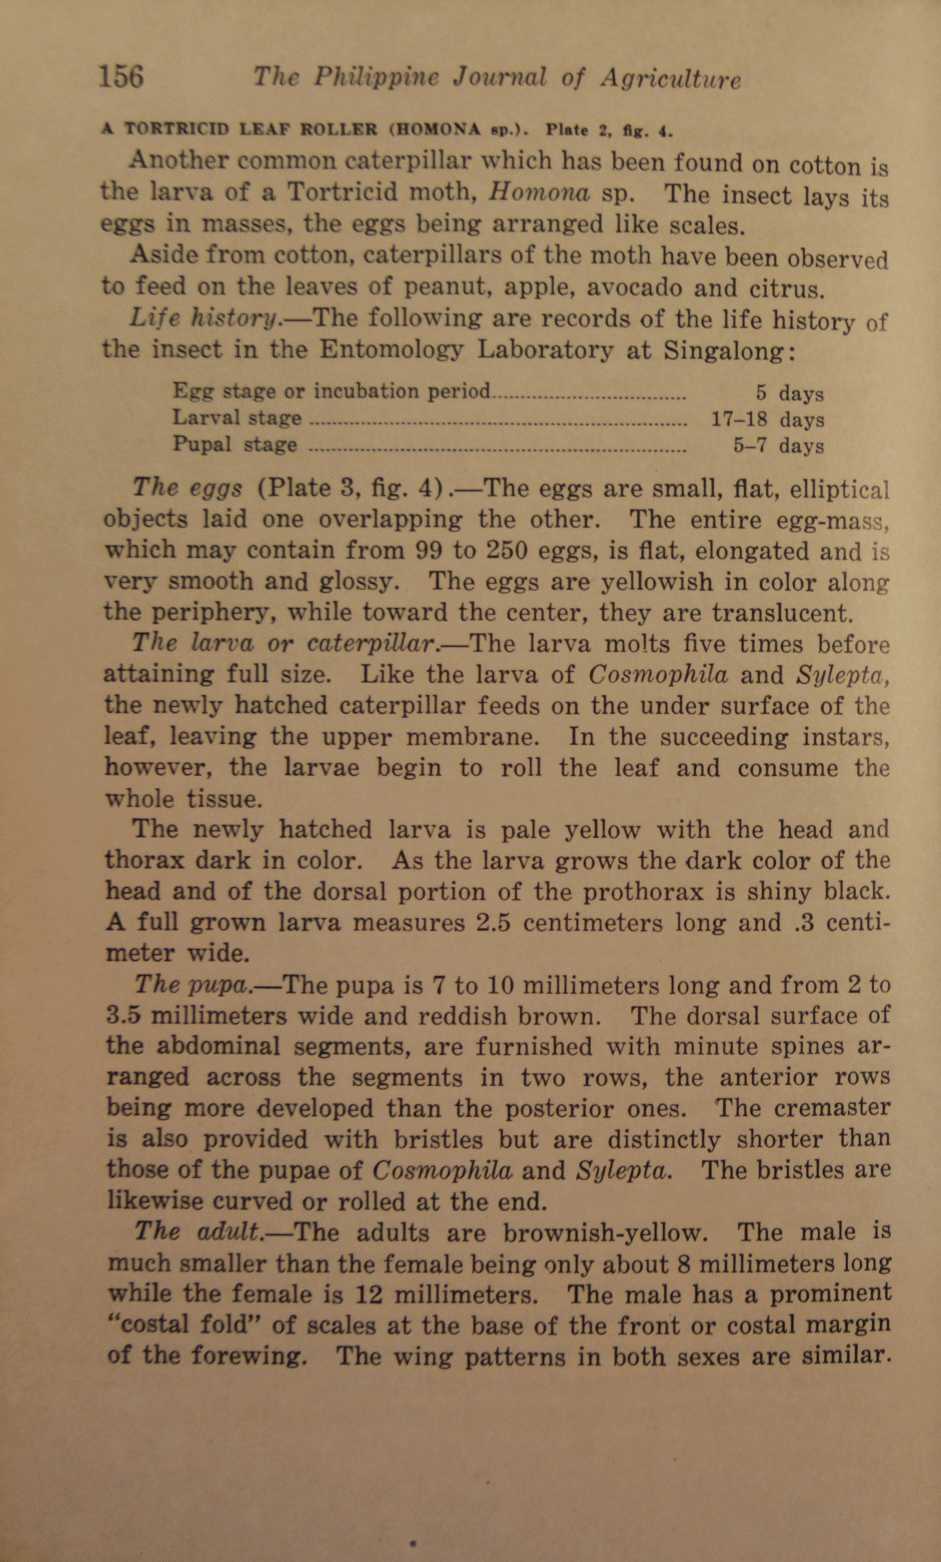 156 The Philippine Journal of Agriculture
A TORTRICID LEAF ROLLER (HOMONA sp.). Plate 2, fig. 4.
Another common caterpillar which has been found on cotton is
the larva of a Tortricid moth, Homona sp. The insect lays its
eggs in masses, the eggs being arranged like scales.
Aside from cotton, caterpillars of the moth have been observed
to feed on the leaves of peanut, apple, avocado and citrus.
Life history.—The following are records of the life history of
the insect in the Entomology Laboratory at Singalong:
Egg stage or incubation period.................................. 5 days
Larval stage .................................................................. 17–18 days
Pupal stage .................................................................. 5–7 days
The eggs (Plate 3, fig. 4).—The eggs are small, flat, elliptical
objects laid one overlapping the other. The entire egg-mass,
which may contain from 99 to 250 eggs, is flat, elongated and is
very smooth and glossy. The eggs are yellowish in color along
the periphery, while toward the center, they are translucent.
The larva or caterpillar.—The larva molts five times before
attaining full size. Like the larva of Cosmophila and Sylepta,
the newly hatched caterpillar feeds on the under surface of the
leaf, leaving the upper membrane. In the succeeding instars,
however, the larvae begin to roll the leaf and consume the
whole tissue.
The newly hatched larva is pale yellow with the head and
thorax dark in color. As the larva grows the dark color of the
head and of the dorsal portion of the prothorax is shiny black.
A full grown larva measures 2.5 centimeters long and .3 centi-
meter wide.
The pupa.—The pupa is 7 to 10 millimeters long and from 2 to
3.5 millimeters wide and reddish brown. The dorsal surface of
the abdominal segments, are furnished with minute spines ar-
ranged across the segments in two rows, the anterior rows
being more developed than the posterior ones. The cremaster
is also provided with bristles but are distinctly shorter than
those of the pupae of Cosmophila and Sylepta. The bristles are
likewise curved or rolled at the end.
The adult.—The adults are brownish-yellow. The male is
much smaller than the female being only about 8 millimeters long
while the female is 12 millimeters. The male has a prominent
“costal fold” of scales at the base of the front or costal margin
of the forewing. The wing patterns in both sexes are similar.